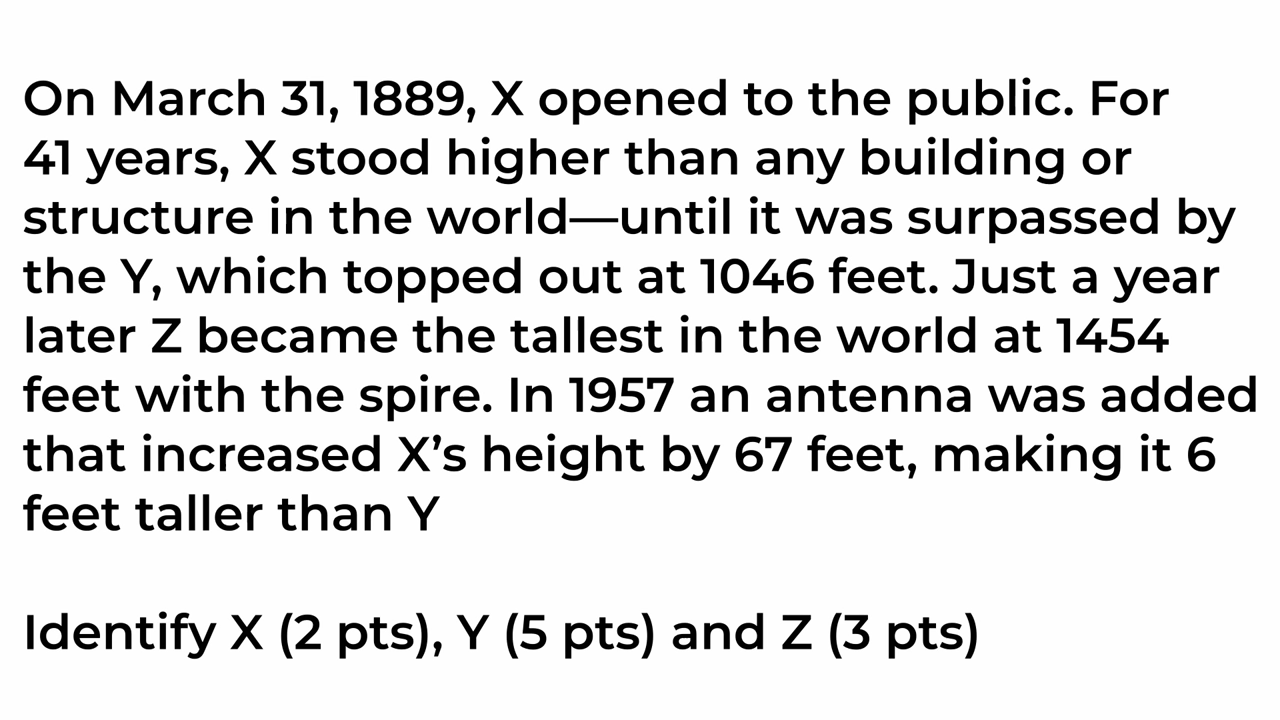 On March 31, 1889, X opened to the public. For
41 years, X stood higher than any building or
structure in the world—until it was surpassed by
the Y, which topped out at 1046 feet. Just a year
later Z became the tallest in the world at 1454
feet with the spire. In 1957 an antenna was added
that increased X’s height by 67 feet, making it 6
feet taller than Y
Identify X (2 pts), Y (5 pts) and Z (3 pts)